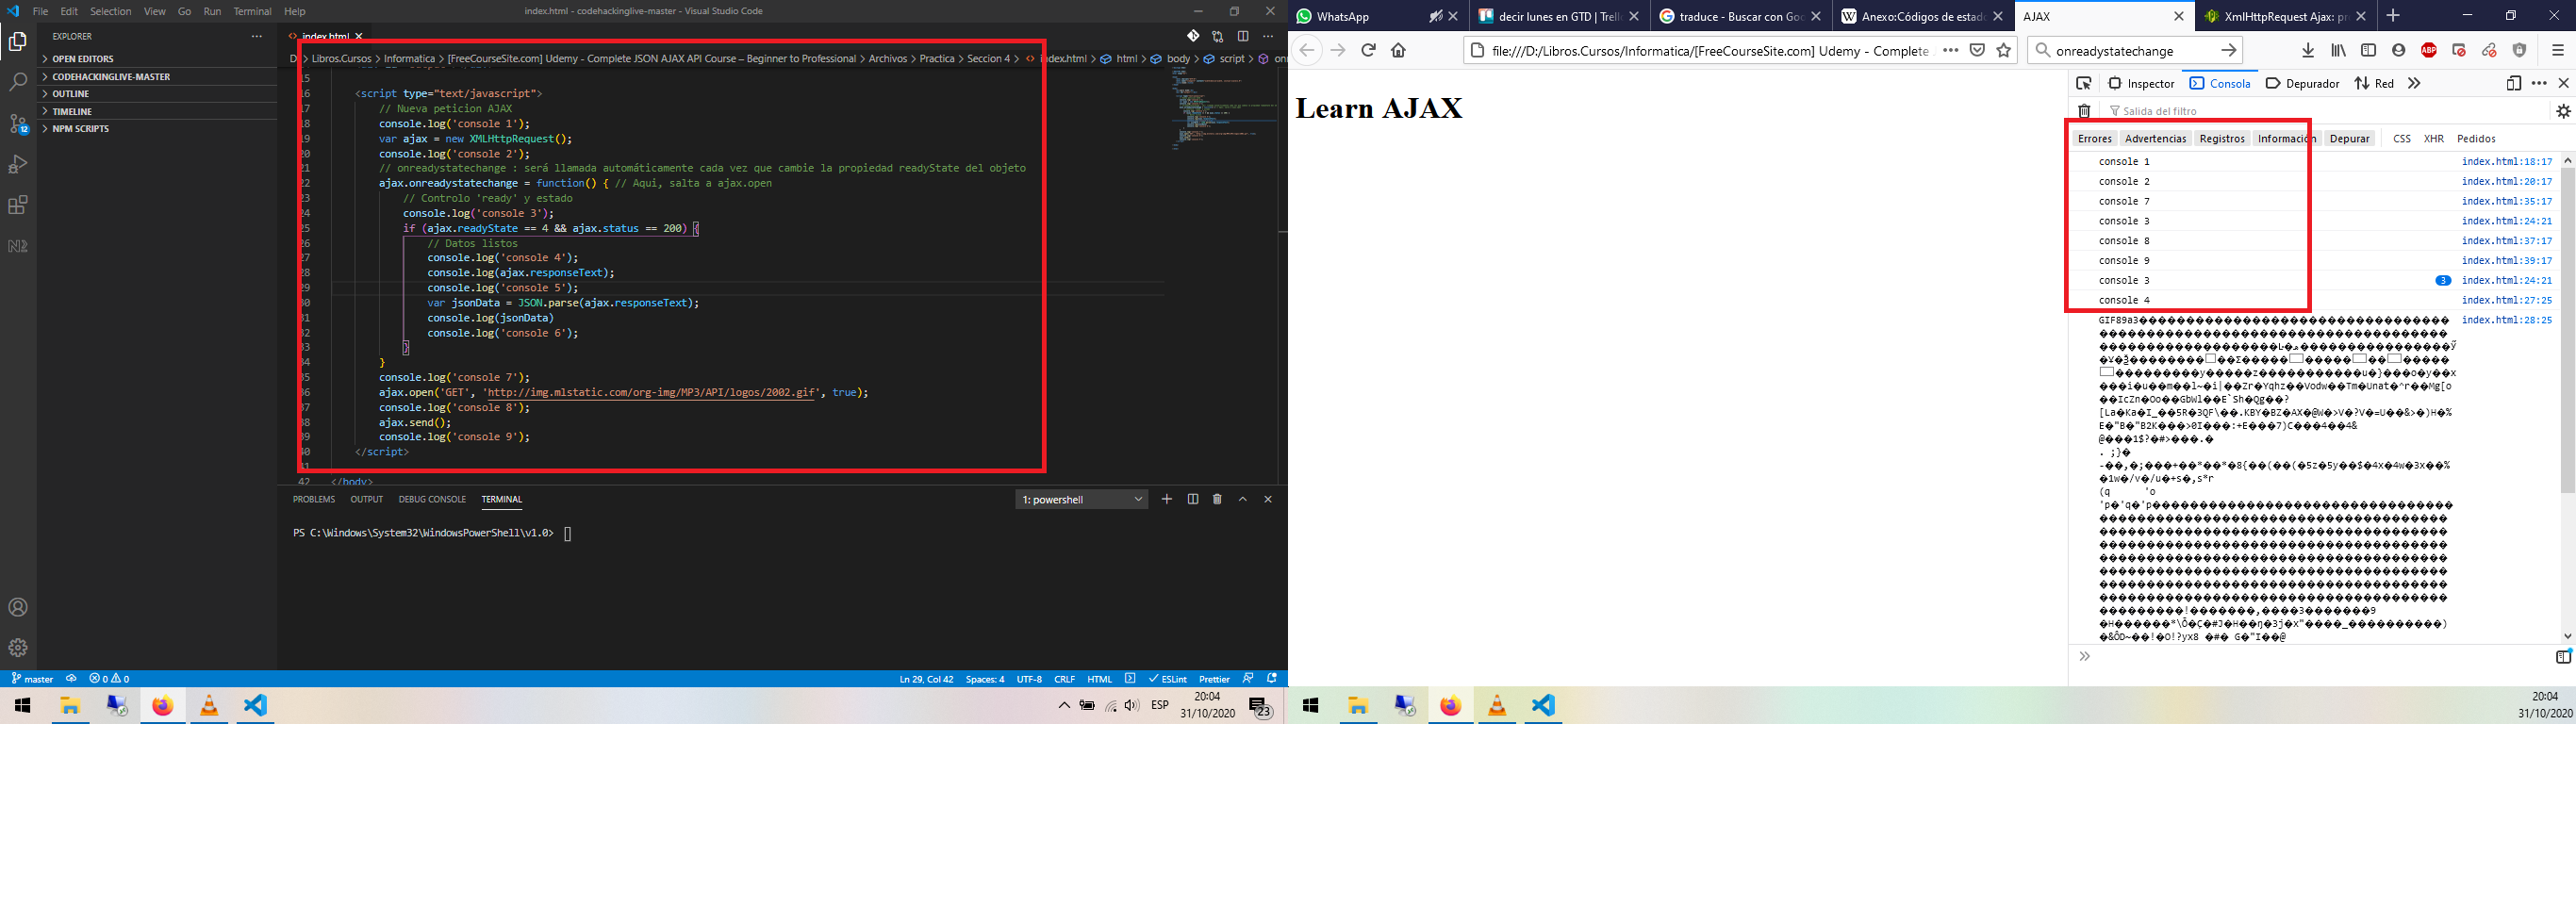 File Edit Selection View Go Run Terminal Help
index.html - codehackinglive-master - Visual Studio Code
EXPLORER
OPEN EDITORS
CODEHACKINGLIVE-MASTER
OUTLINE
TIMELINE
NPM SCRIPTS
12
index.html
D: > Libros.Cursos > Informatica > [FreeCourseSite.com] Udemy - Complete JSON AJAX API Course – Beginner to Professional > Archivos > Practica > Seccion 4 > index.html > html > body > script >
15
16 <script type="text/javascript">
17 // Nueva peticion AJAX
18 console.log('console 1');
19 var ajax = new XMLHttpRequest();
20 console.log('console 2');
21 // onreadystatechange : será llamada automáticamente cada vez que cambie la propiedad readyState del objeto
22 ajax.onreadystatechange = function() { // Aqui, salta a ajax.open
23 // Controlo 'ready' y estado
24 console.log('console 3');
25 if (ajax.readyState == 4 && ajax.status == 200) {
26 // Datos listos
27 console.log('console 4');
28 console.log(ajax.responseText);
29 console.log('console 5');
30 var jsonData = JSON.parse(ajax.responseText);
31 console.log(jsonData)
32 console.log('console 6');
33 }
34 }
35 console.log('console 7');
36 ajax.open('GET', 'http://img.mlstatic.com/org-img/MP3/API/logos/2002.gif', true);
37 console.log('console 8');
38 ajax.send();
39 console.log('console 9');
40 </script>
41
42 </body>
PROBLEMS OUTPUT DEBUG CONSOLE TERMINAL
1: powershell
PS C:\Windows\System32\WindowsPowerShell\v1.0>
master 0 0
Ln 29, Col 42 Spaces: 4 UTF-8 CRLF HTML ESLint Prettier
ESP
20:04
31/10/2020
23
WhatsApp
decir lunes en GTD | Trell
traduce - Buscar con Goo
Anexo:Códigos de estado
AJAX
XmlHttpRequest Ajax: pr
file:///D:/Libros.Cursos/Informatica/[FreeCourseSite.com] Udemy - Complete
onreadystatechange
ABP
Learn AJAX
Inspector Consola Depurador Red
Salida del filtro
Errores Advertencias Registros Información Depurar CSS XHR Pedidos
console 1 index.html:18:17
console 2 index.html:20:17
console 7 index.html:35:17
console 3 index.html:24:21
console 8 index.html:37:17
console 9 index.html:39:17
console 3 3 index.html:24:21
console 4 index.html:27:25
GIF89a3 index.html:28:25
20:04
31/10/2020